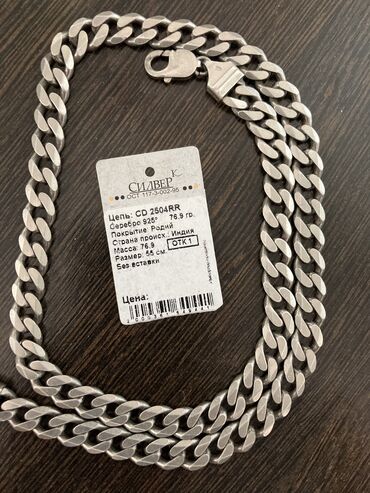 СИЛВЕР К
ОСТ 117-3-002-95
Цепь: CD 2504RR
Серебро 925° 76.9 гр.
Покрытие: Родий
Страна происх.: Индия
Масса: 76.9 ОТК 1
Размер: 55 см.
Без вставки
Цена: